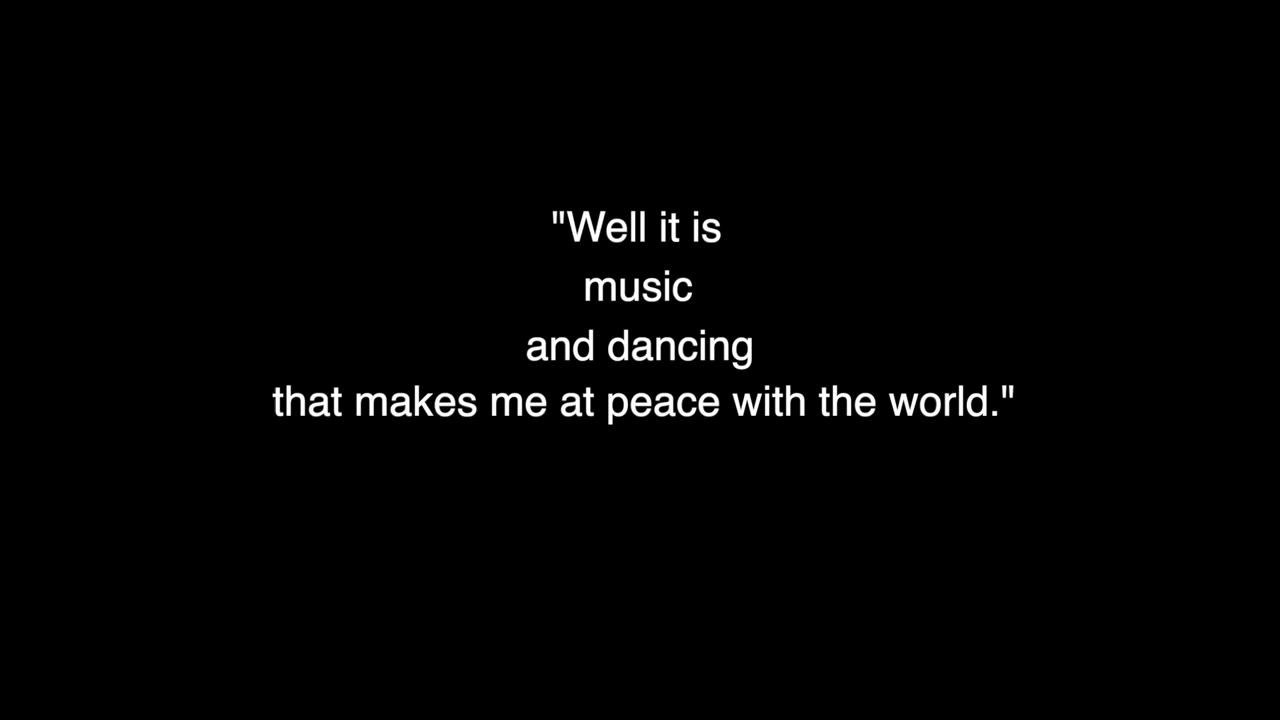 "Well it is
music
and dancing
that makes me at peace with the world."